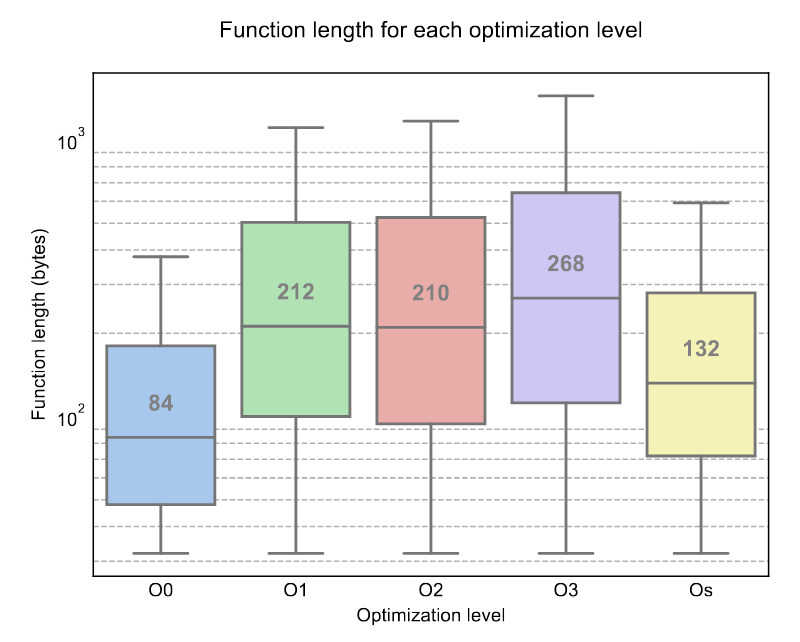 Function length for each optimization level
Function length (bytes)
10^3
10^2
84
212
210
268
132
O0 O1 O2 O3 Os
Optimization level